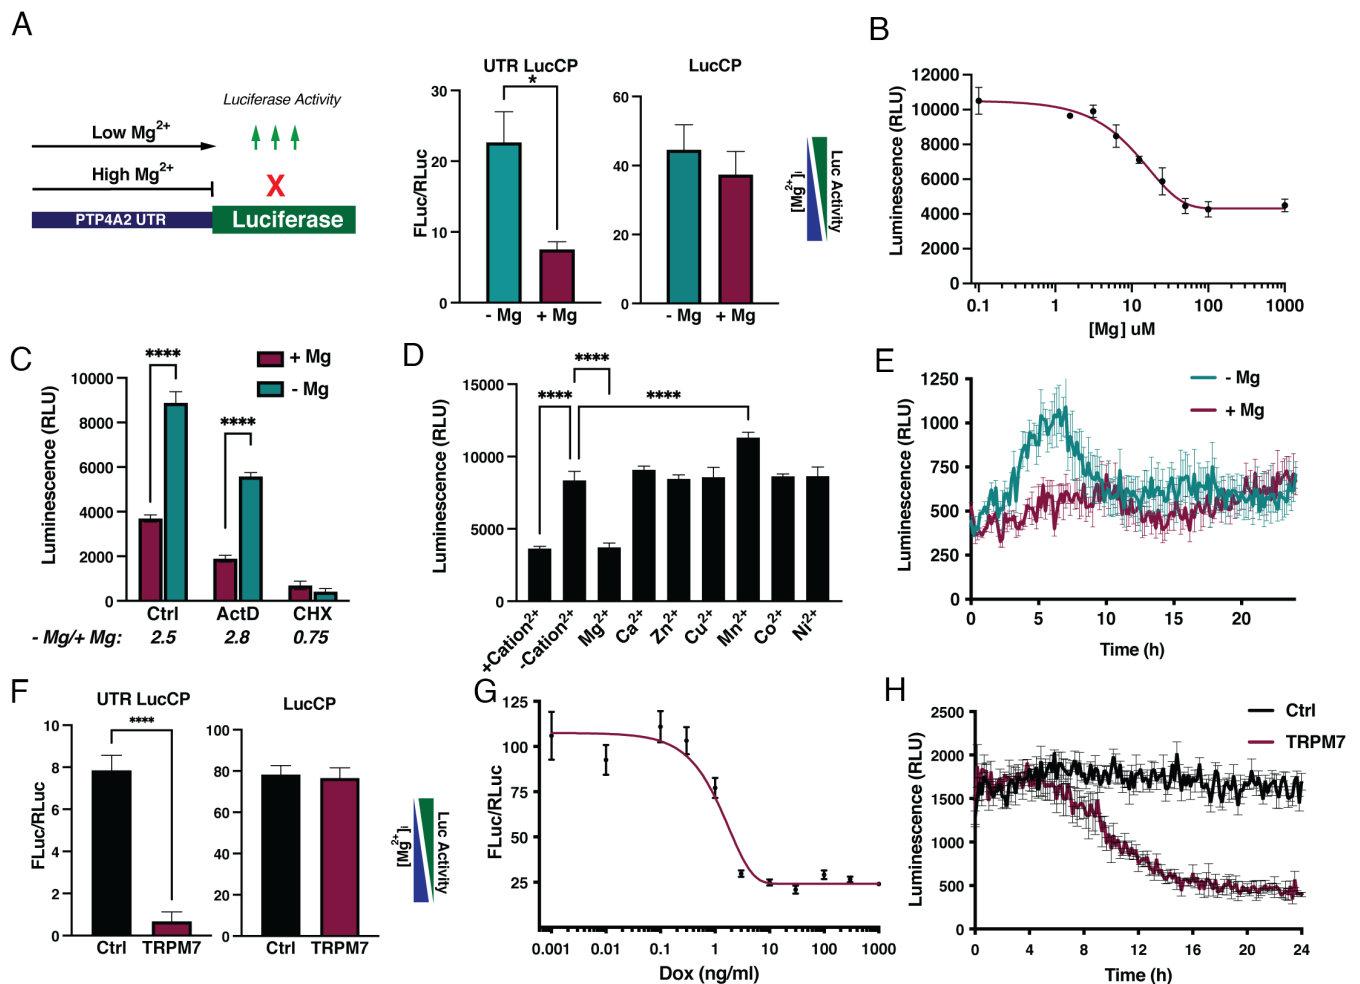 A
Luciferase Activity
Low Mg2+
High Mg2+
X
PTP4A2 UTR
Luciferase
UTR LucCP
*
FLuc/RLuc
30
20
10
0
- Mg + Mg
LucCP
60
40
20
0
- Mg + Mg
[Mg2+]i
Luc Activity
B
Luminescence (RLU)
12000
10000
8000
6000
4000
2000
0
0.1 1 10 100 1000
[Mg] uM
C
+ Mg
- Mg
Luminescence (RLU)
10000
8000
6000
4000
2000
0
**** ****
Ctrl ActD CHX
- Mg/+ Mg: 2.5 2.8 0.75
D
Luminescence (RLU)
15000
10000
5000
0
**** **** ****
+Cation2+ -Cation2+ Mg2+ Ca2+ Zn2+ Cu2+ Mn2+ Co2+ Ni2+
E
- Mg
+ Mg
Luminescence (RLU)
1250
1000
750
500
250
0
0 5 10 15 20
Time (h)
F
UTR LucCP
****
FLuc/RLuc
10
8
6
4
2
0
Ctrl TRPM7
LucCP
100
80
60
40
20
0
Ctrl TRPM7
[Mg2+]i
Luc Activity
G
FLuc/RLuc
125
100
75
50
25
0.001 0.01 0.1 1 10 100 1000
Dox (ng/ml)
H
Ctrl
TRPM7
Luminescence (RLU)
2500
2000
1500
1000
500
0
0 4 8 12 16 20 24
Time (h)